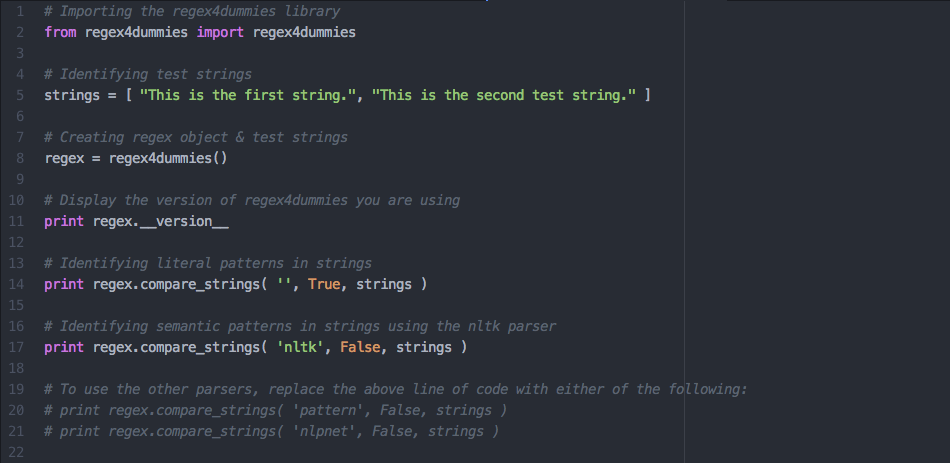 1 # Importing the regex4dummies library
2 from regex4dummies import regex4dummies
3
4 # Identifying test strings
5 strings = [ "This is the first string.", "This is the second test string." ]
6
7 # Creating regex object & test strings
8 regex = regex4dummies()
9
10 # Display the version of regex4dummies you are using
11 print regex.__version__
12
13 # Identifying literal patterns in strings
14 print regex.compare_strings( '', True, strings )
15
16 # Identifying semantic patterns in strings using the nltk parser
17 print regex.compare_strings( 'nltk', False, strings )
18
19 # To use the other parsers, replace the above line of code with either of the following:
20 # print regex.compare_strings( 'pattern', False, strings )
21 # print regex.compare_strings( 'nlpnet', False, strings )
22